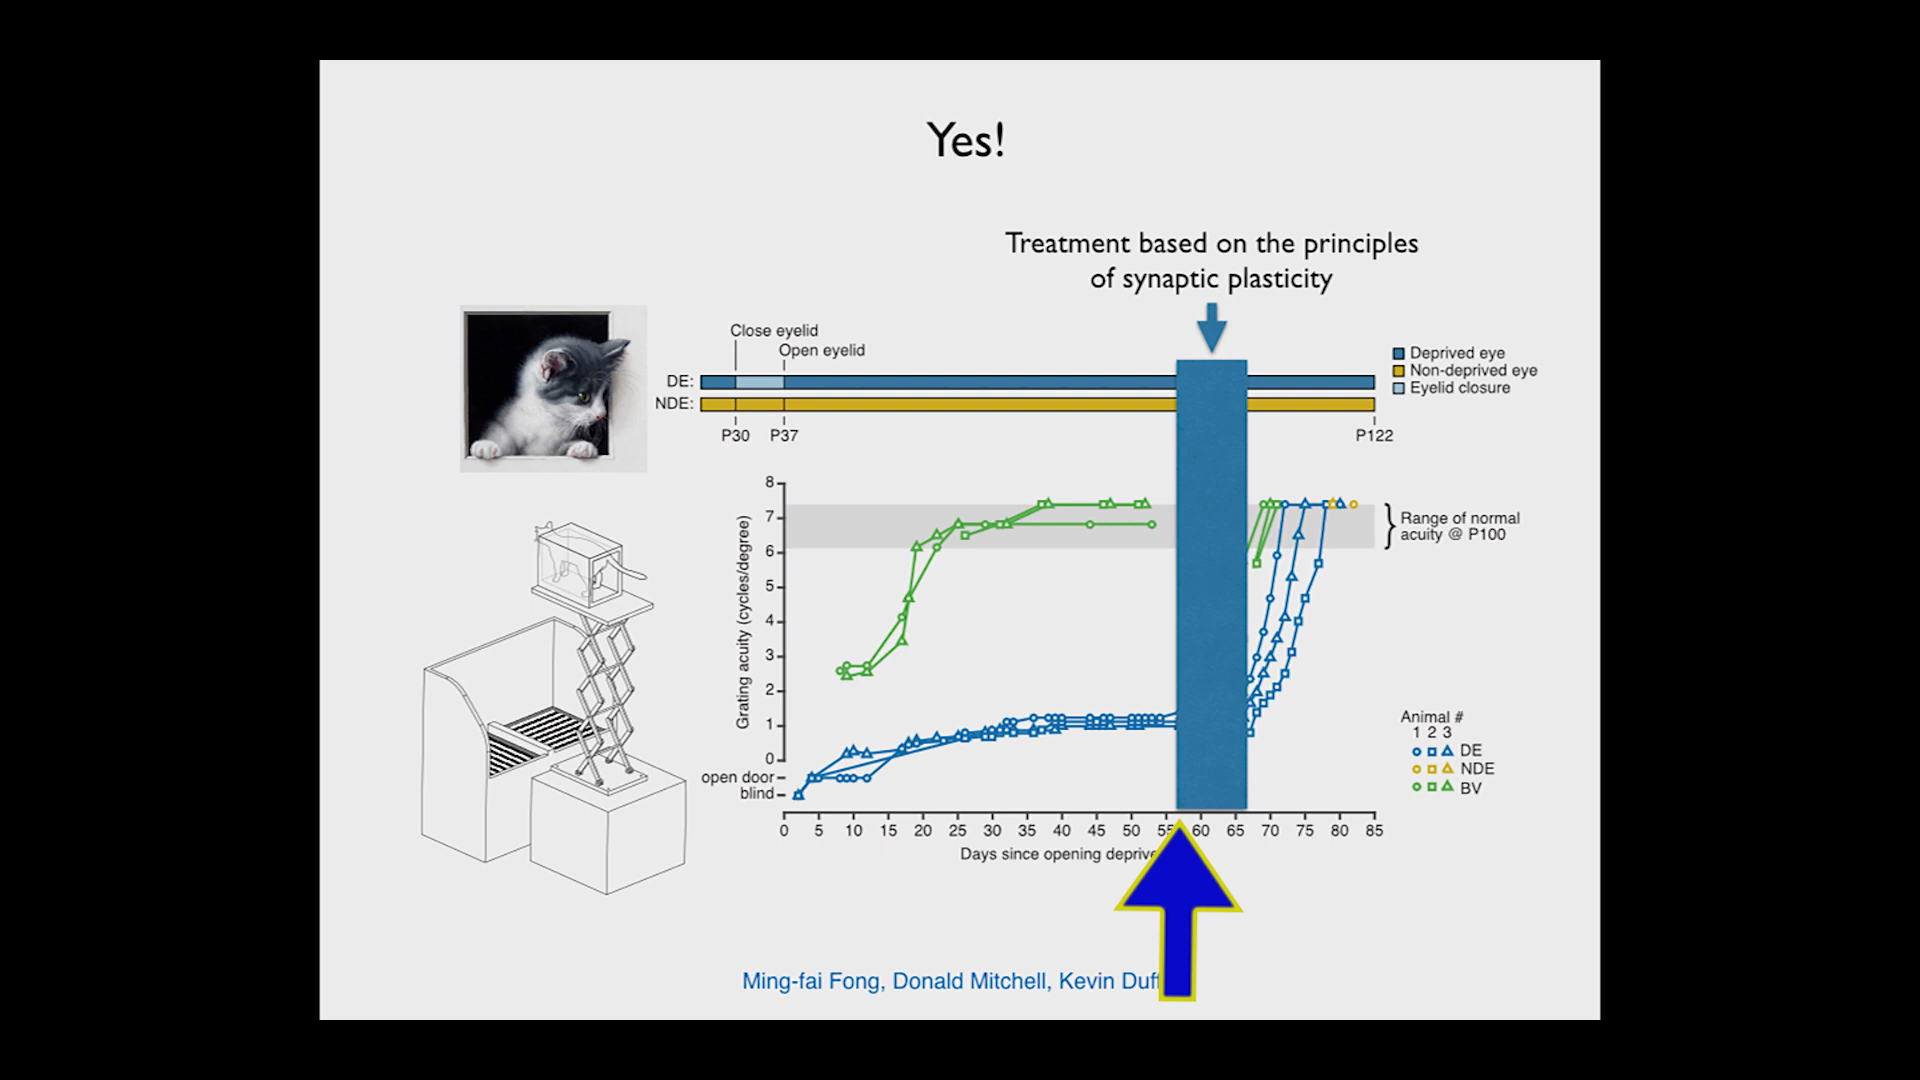 Yes!
Treatment based on the principles
of synaptic plasticity
Close eyelid
Open eyelid
DE:
NDE:
P30 P37 P122
Deprived eye
Non-deprived eye
Eyelid closure
Grating acuity (cycles/degree)
8
7
6
5
4
3
2
1
0
open door
blind
0 5 10 15 20 25 30 35 40 45 50 55 60 65 70 75 80 85
Days since opening
Range of normal
acuity @ P100
Animal #
1 2 3
DE
NDE
BV
Ming-fai Fong, Donald Mitchell, Kevin